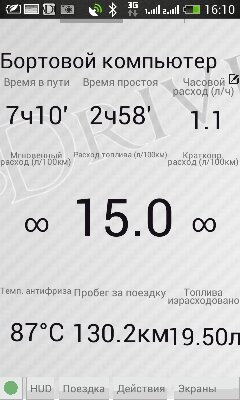 3G 16:10
Бортовой компьютер
Время в пути Время простоя Часовой
расход (л/ч)
7ч10' 2ч58' 1.1
Мгновенный Расход топлива (л/100км) Краткопр.
расход (л/100км) расход (л/100км)
∞ 15.0 ∞
Темп. антифриза Пробег за поездку Топлива
израсходовано
87°C 130.2км 19.50л
HUD Поездка Действия Экраны